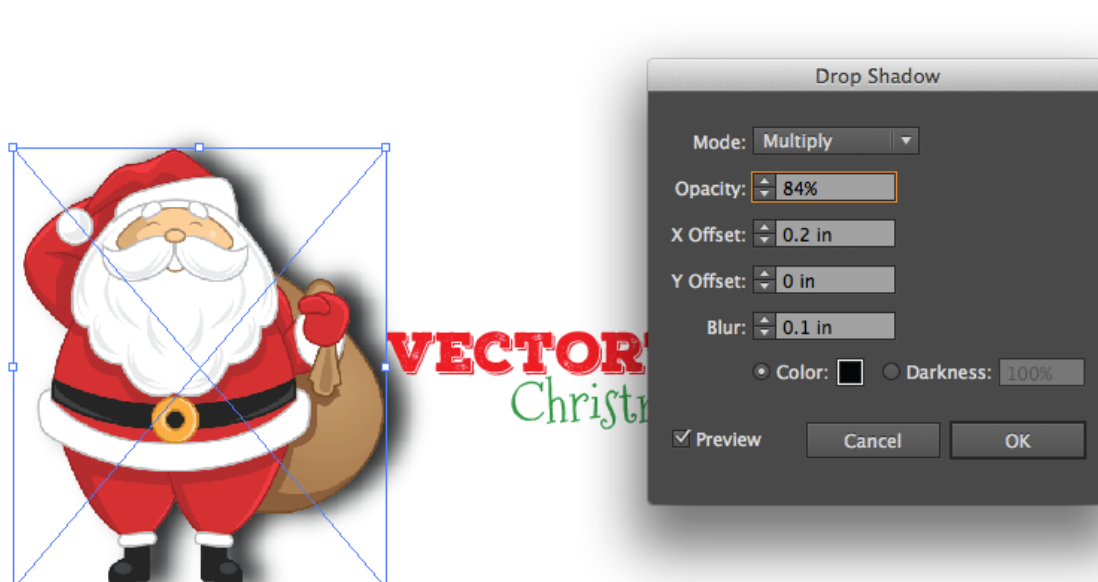 Drop Shadow
Mode: Multiply
Opacity: 84%
X Offset: 0.2 in
Y Offset: 0 in
Blur: 0.1 in
Color: Darkness: 100%
Preview Cancel OK
VECTOR
Christ